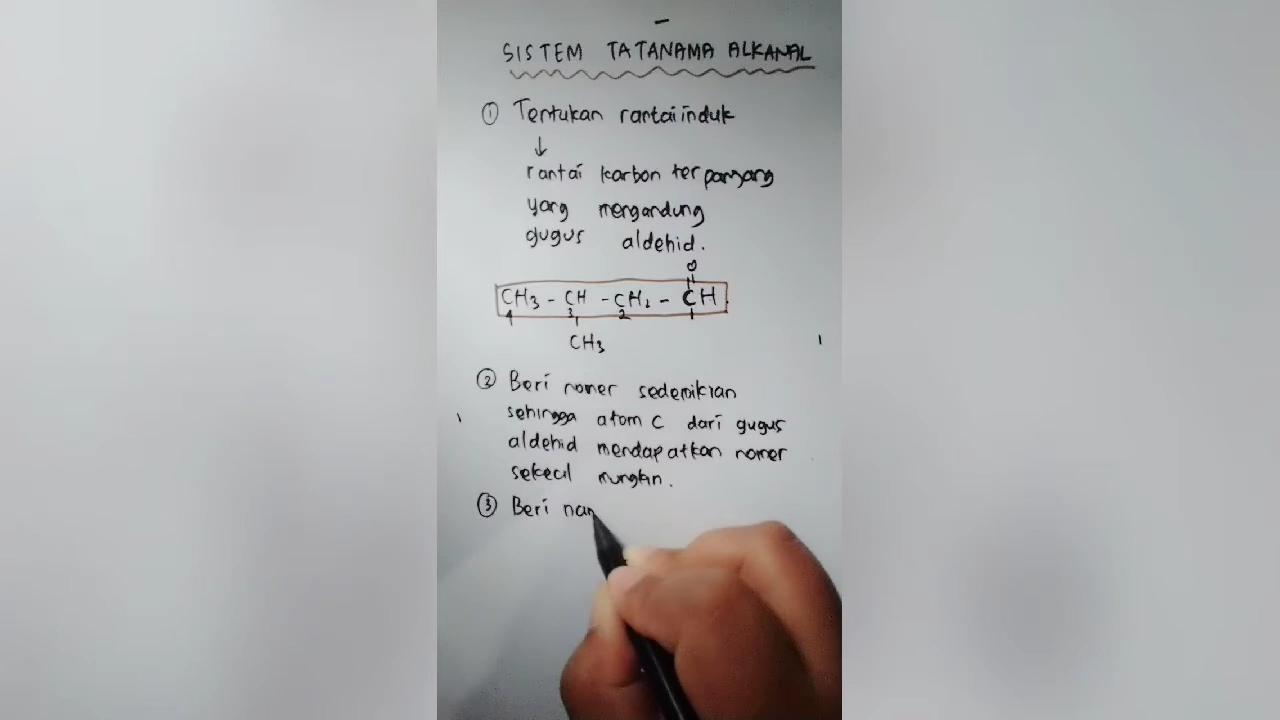 SISTEM TATANAMA ALKANAL
① Tentukan rantai induk
↓
rantai karbon terpanjang
yang mengandung
gugus aldehid.
O
CH3 - CH - CH2 - CH
4 3 2 1
CH3
② Beri nomer sedemikian
sehingga atom C dari gugus
aldehid mendapatkan nomer
sekecil mungkin.
③ Beri nam